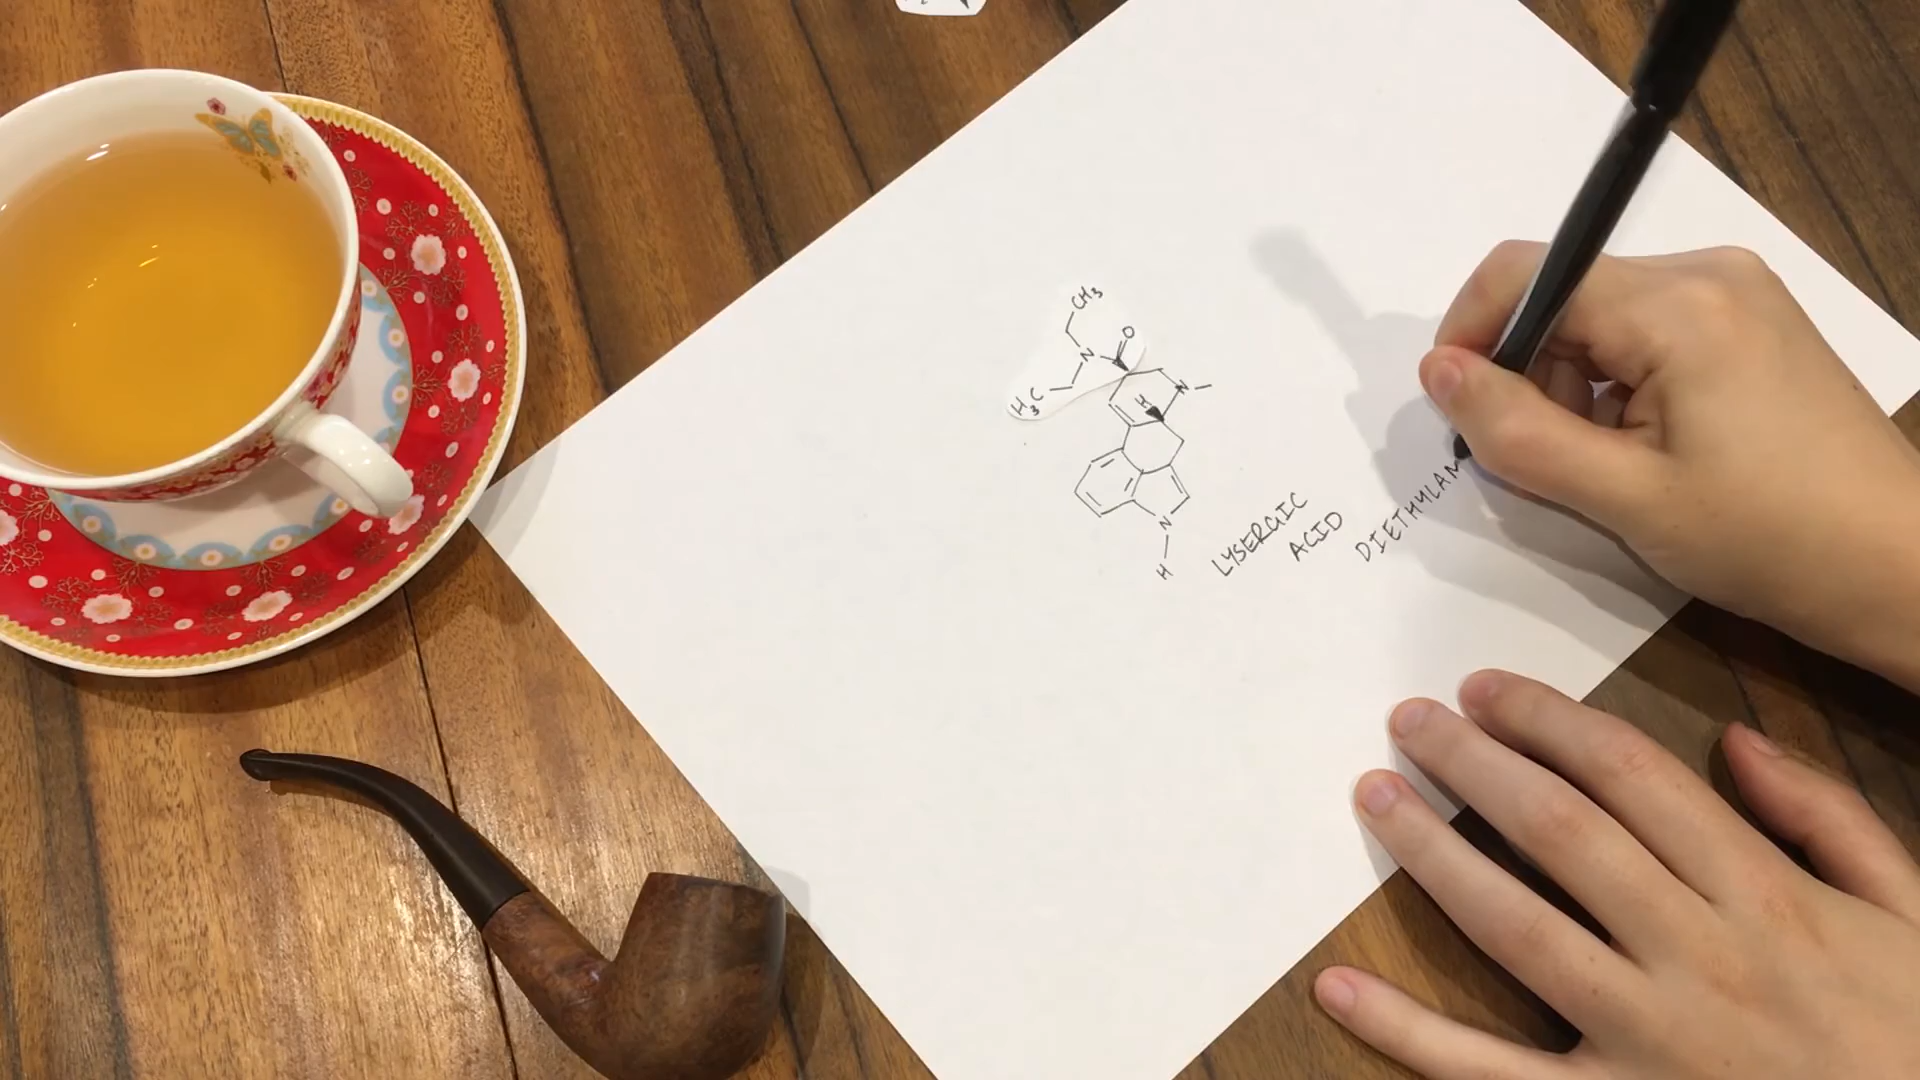 CH3
O
N
H3C
N
H
N
H
LYSERGIC
ACID
DIETHYLAM